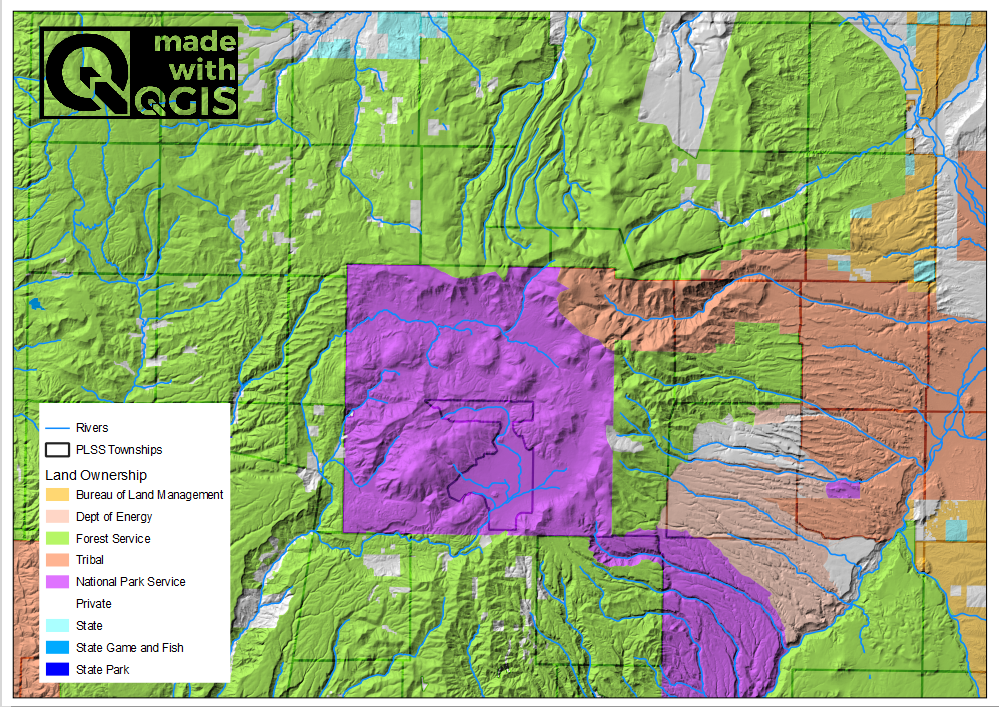 made
with
QGIS
Rivers
PLSS Townships
Land Ownership
Bureau of Land Management
Dept of Energy
Forest Service
Tribal
National Park Service
Private
State
State Game and Fish
State Park